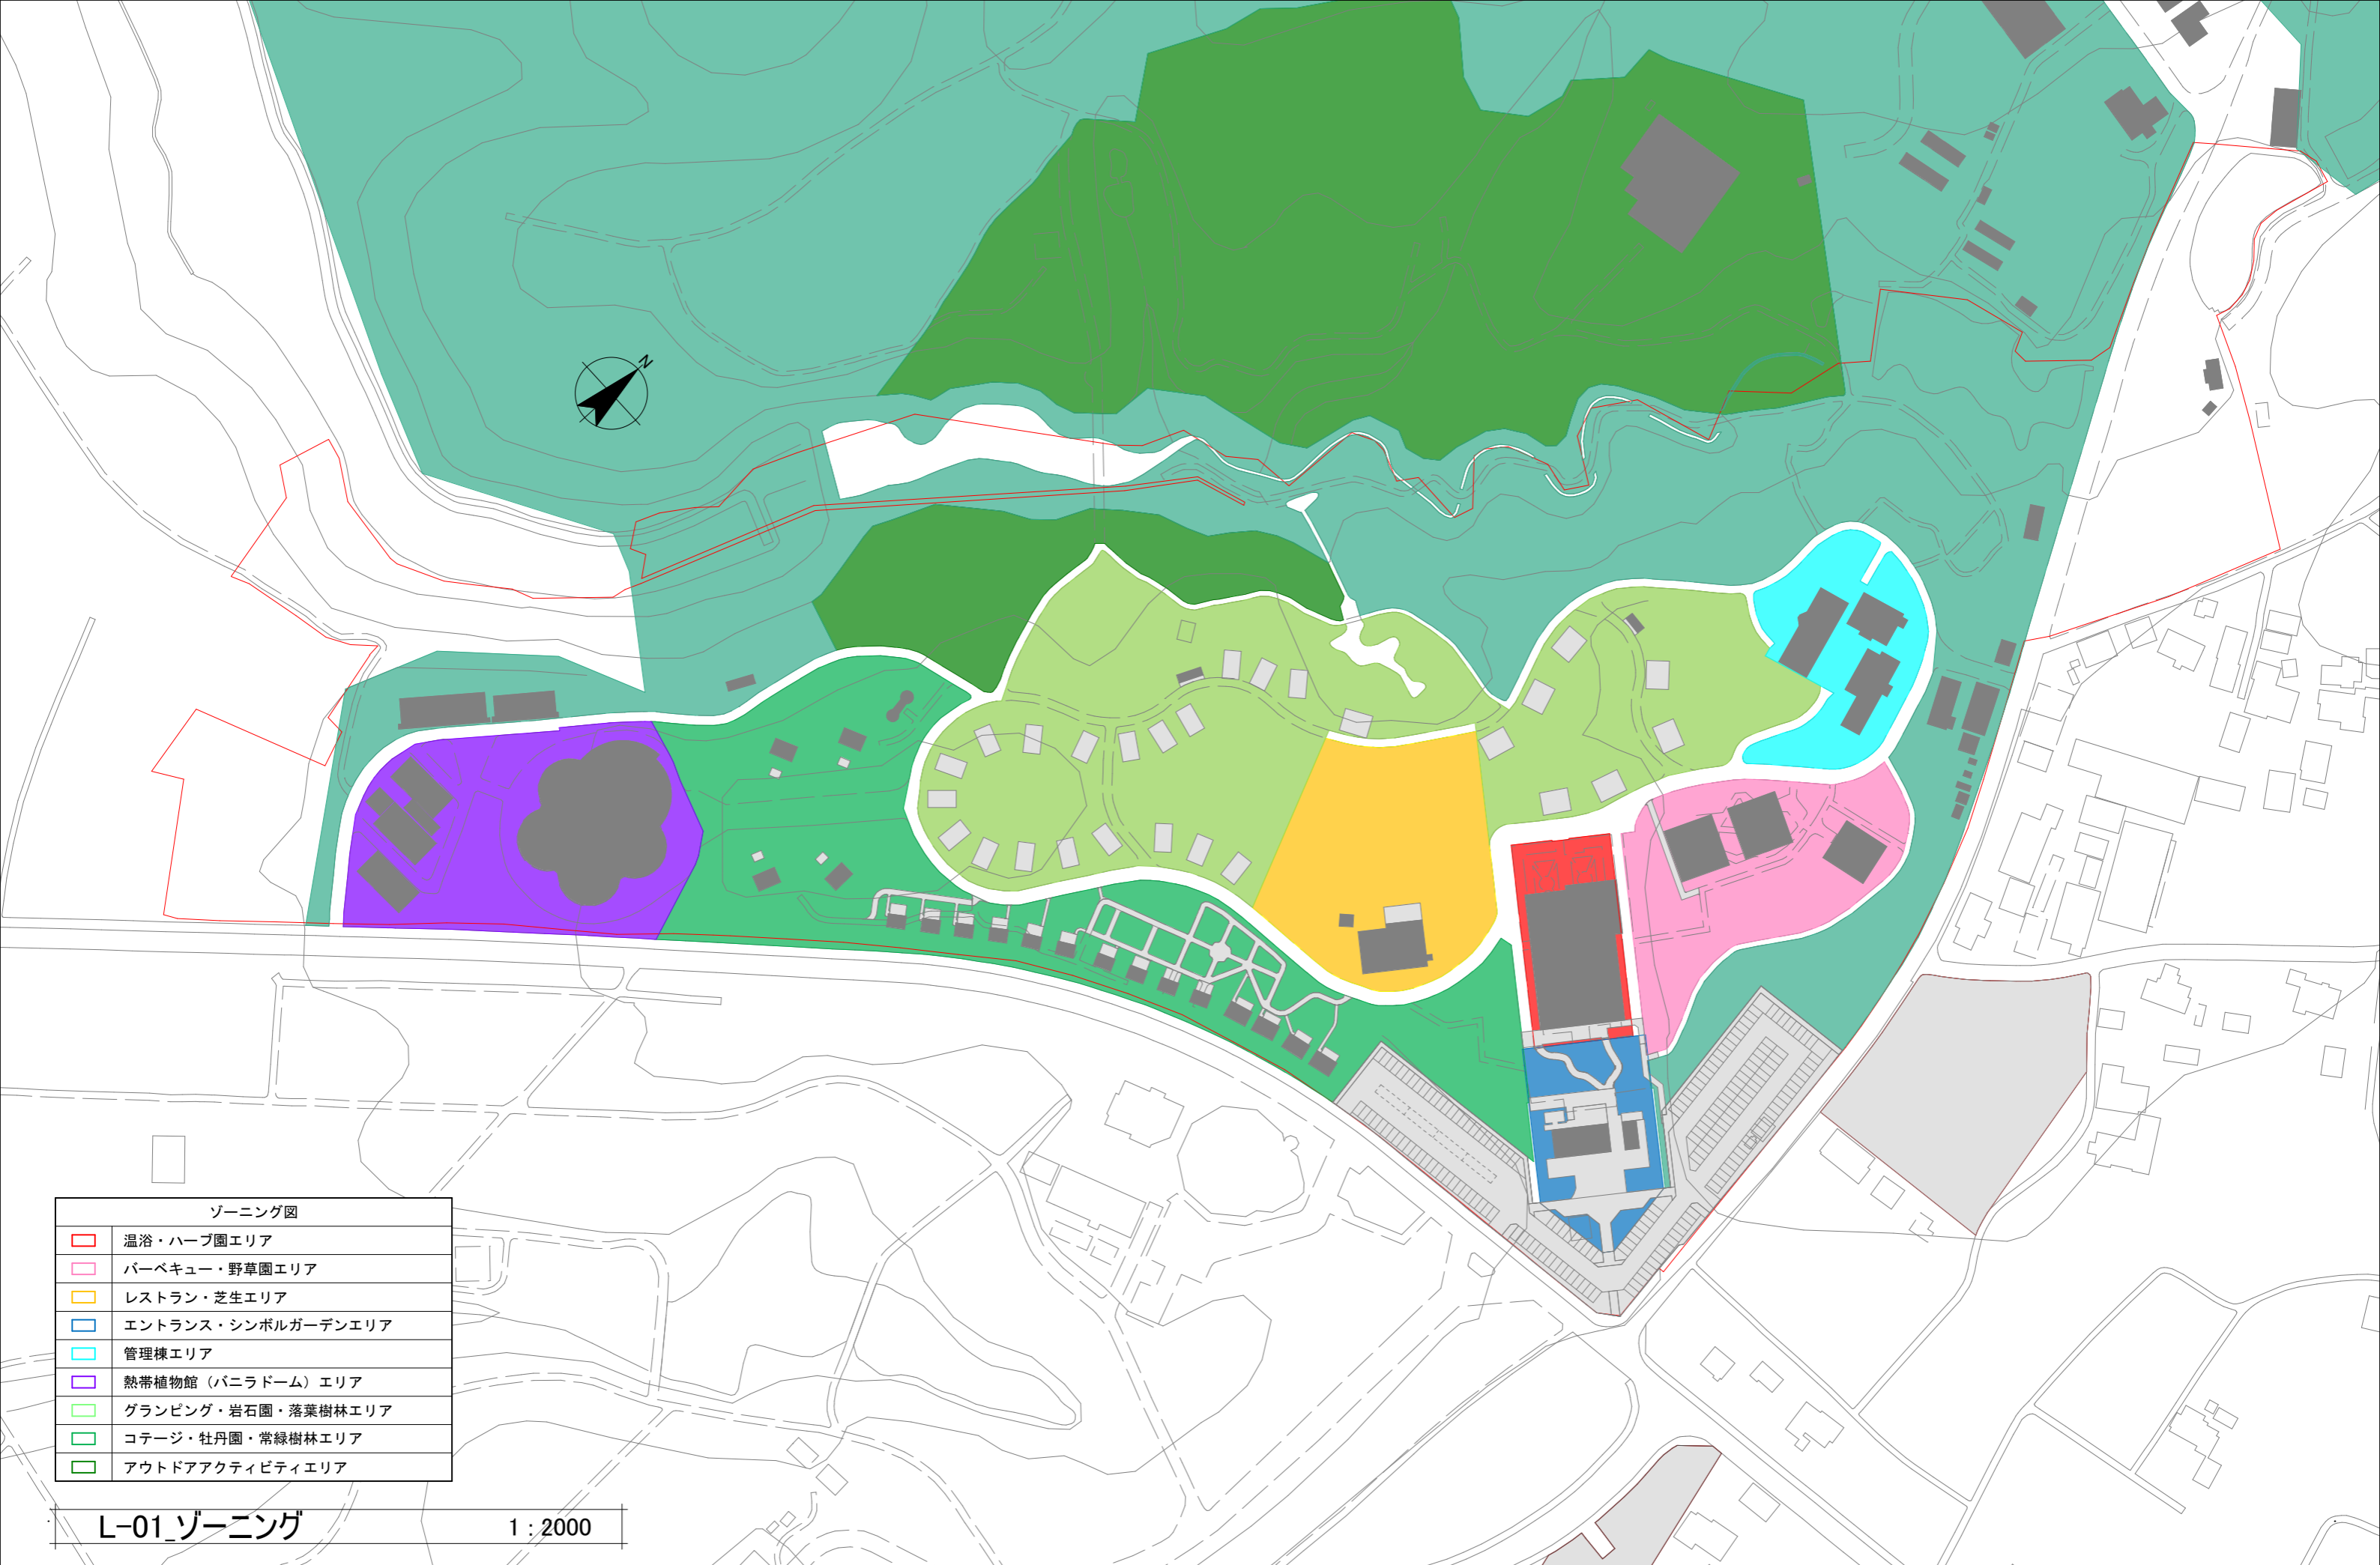 N
ゾーニング図
温浴・ハーブ園エリア
バーベキュー・野草園エリア
レストラン・芝生エリア
エントランス・シンボルガーデンエリア
管理棟エリア
熱帯植物館（バニラドーム）エリア
グランピング・岩石園・落葉樹林エリア
コテージ・牡丹園・常緑樹林エリア
アウトドアアクティビティエリア
L-01_ゾーニング 1：2000